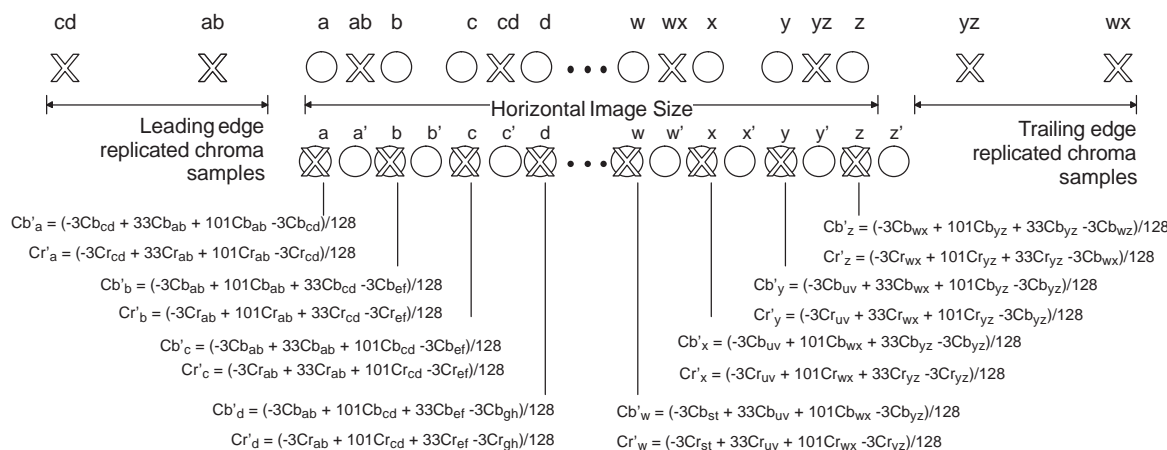 cd ab a ab b c cd d w wx x y yz z yz wx
Horizontal Image Size
Leading edge
replicated chroma
samples
Trailing edge
replicated chroma
samples
a a’ b b’ c c’ d w w’ x x’ y y’ z z’
Cb’a = (-3Cbcd + 33Cbab + 101Cbab -3Cbcd)/128
Cr’a = (-3Crcd + 33Crab + 101Crab -3Crcd)/128
Cb’b = (-3Cbab + 101Cbab + 33Cbcd -3Cbef)/128
Cr’b = (-3Crab + 101Crab + 33Crcd -3Cref)/128
Cb’c = (-3Cbab + 33Cbab + 101Cbcd -3Cbef)/128
Cr’c = (-3Crab + 33Crab + 101Crcd -3Cref)/128
Cb’d = (-3Cbab + 101Cbcd + 33Cbef -3Cbgh)/128
Cr’d = (-3Crab + 101Crcd + 33Cref -3Crgh)/128
Cb’z = (-3Cbwx + 101Cbyz + 33Cbyz -3Cbwz)/128
Cr’z = (-3Crwx + 101Cryz + 33Cryz -3Cbwx)/128
Cb’y = (-3Cbuv + 33Cbwx + 101Cbyz -3Cbyz)/128
Cr’y = (-3Cruv + 33Crwx + 101Cryz -3Cbyz)/128
Cb’x = (-3Cbuv + 101Cbwx + 33Cbyz -3Cbyz)/128
Cr’x = (-3Cruv + 101Crwx + 33Cryz -3Cryz)/128
Cb’w = (-3Cbst + 33Cbuv + 101Cbwx -3Cbyz)/128
Cr’w = (-3Crst + 33Cruv + 101Crwx -3Cryz)/128